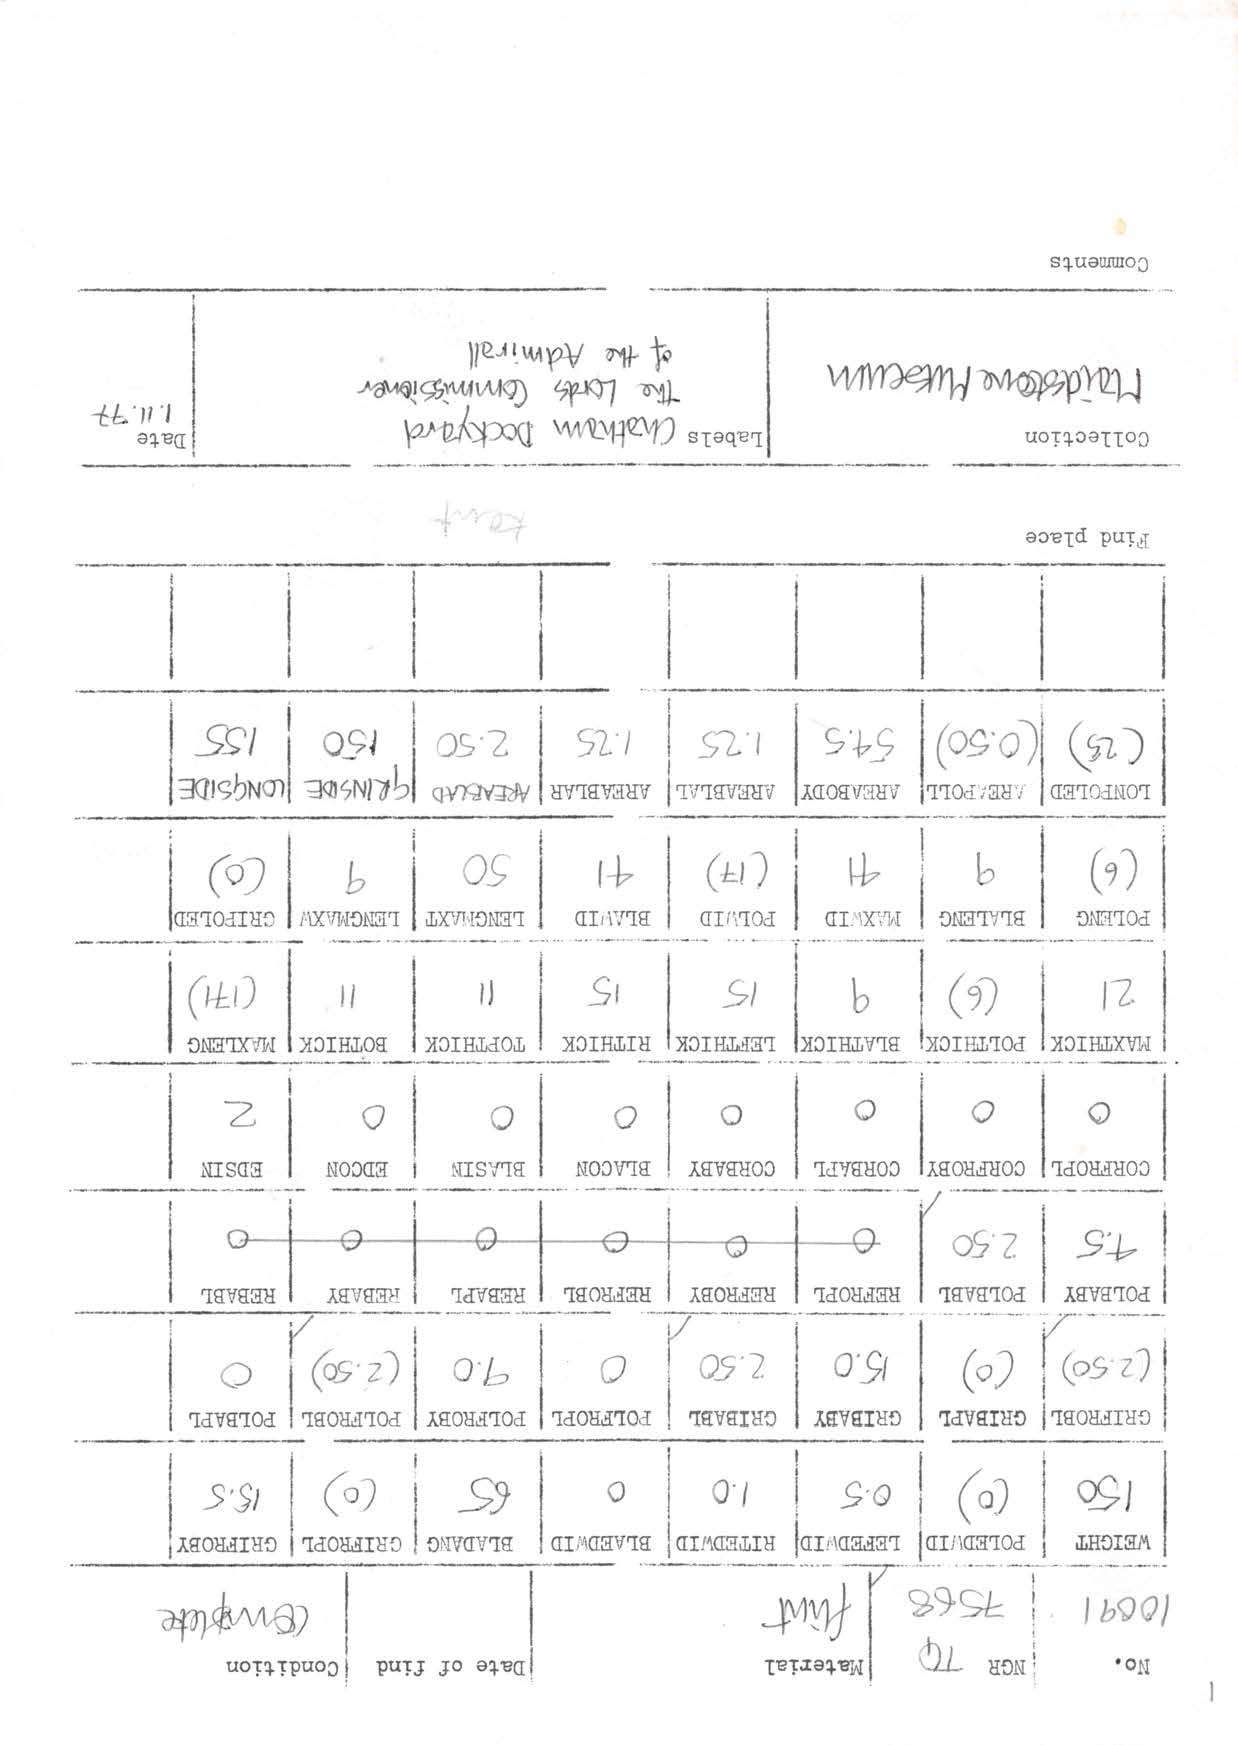 1
No. NGR TQ Material Date of find Condition
10891 7568 flint Complete
WEIGHT POLEDWID LEFEDWID RITEDWID BLAEDWID BLADANG GRIFROPL GRIFROBY
150 (0) 0.5 1.0 0 65 (0) 15.5
GRIFROBL GRIBAPL GRIBABY GRIBABL POLFROPL POLFROBY POLFROBL POLBAPL
(2.50) (0) 15.0 2.50 0 9.0 (2.50) 0
POLBABY POLBABL REFROPL REFROBY REFROBL REBAPL REBABY REBABL
4.5 2.50 0 0 0 0 0 0
CORFROPL CORFROBY CORBAPL CORBABY BLACON BLASIN EDCON EDSIN
0 0 0 0 0 0 0 2
MAXTHICK POLTHICK BLATHICK LEFTHICK RITHICK TOPTHICK BOTHICK MAXLENG
21 (6) 9 15 15 11 11 (171)
POLENG BLALENG MAXWID POLWID BLAWID LENGMAXT LENGMAXW GRIPOLED
(6) 9 41 (17) 41 50 9 (0)
LONPOLED AREAPOLL AREABODY AREABLAL AREABLAR AREABLAD GRINSIDE LONGSIDE
(25) (0.50) 54.5 1.25 1.25 2.50 150 155
Find place Kent
Collection Labels Chatham Dockyard Date
Maidstone Museum The Lords Commissioner 1.11.77
of the Admirall
Comments